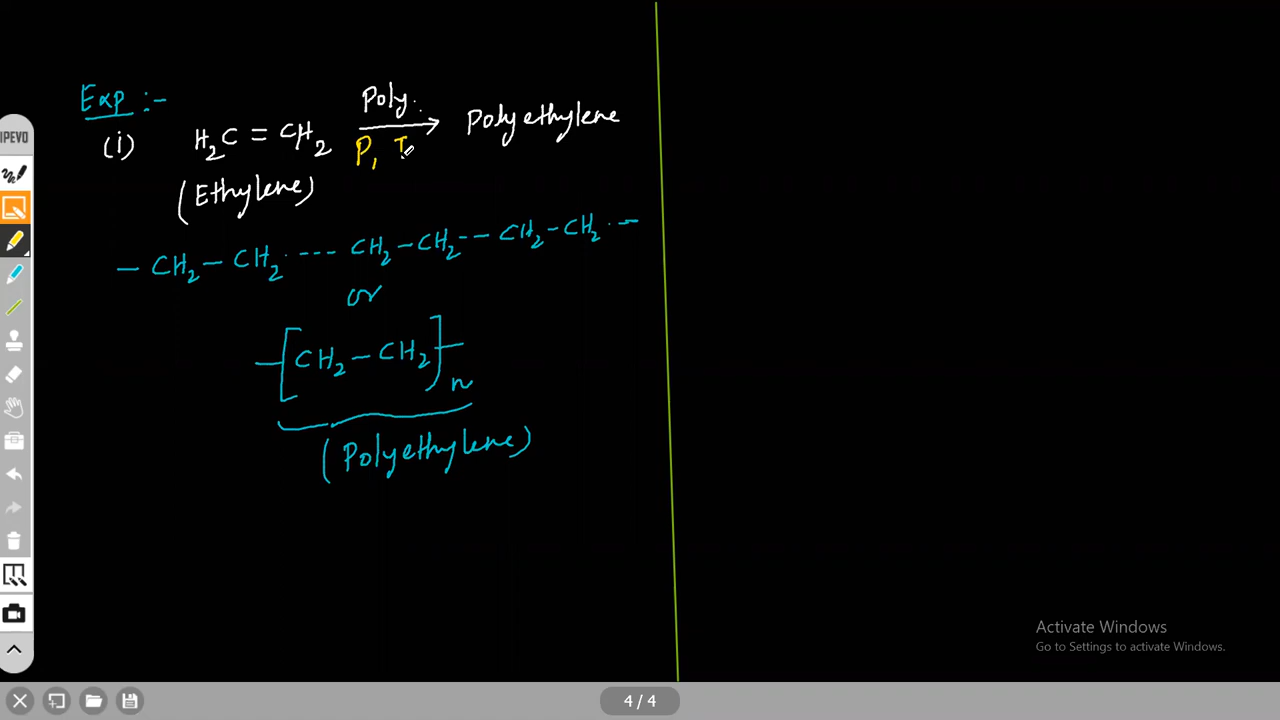 Exp :-
(i) H2C = CH2 Poly. Polyethylene
P, T
(Ethylene)
– CH2 – CH2 ---- CH2 – CH2 --- CH2 – CH2 --
or
–[CH2 – CH2]–n
(Polyethylene)
IPEVO
Activate Windows
Go to Settings to activate Windows.
4 / 4